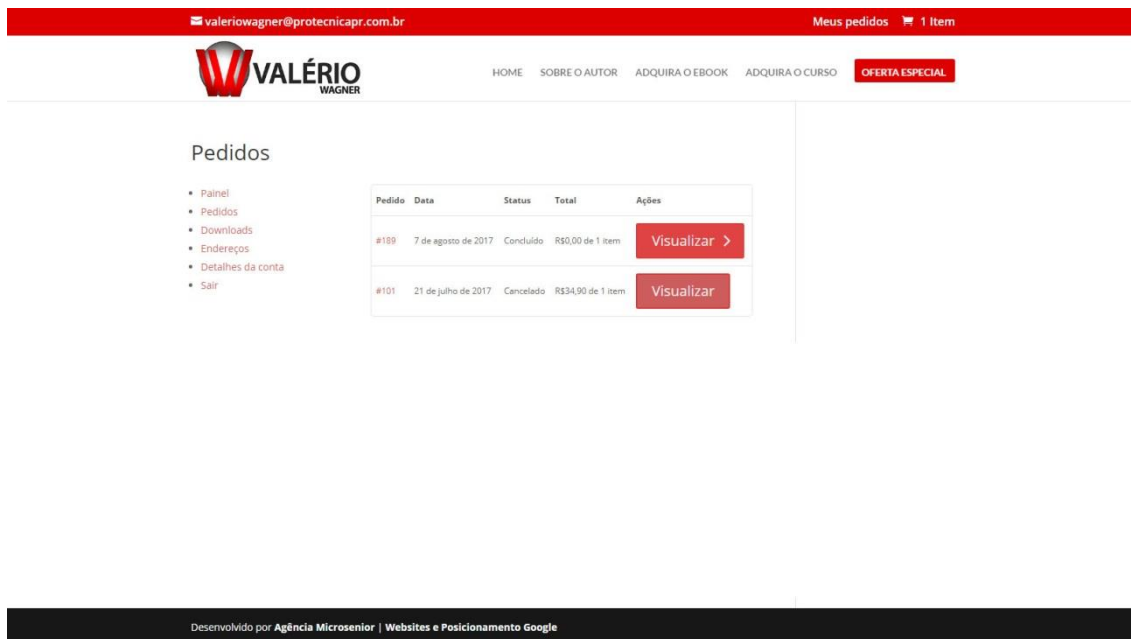 valeriowagner@protecnicapr.com.br Meus pedidos 1 Item
VALÉRIO
WAGNER
HOME SOBRE O AUTOR ADQUIRA O EBOOK ADQUIRA O CURSO OFERTA ESPECIAL
Pedidos
Painel
Pedidos
Downloads
Endereços
Detalhes da conta
Sair
Pedido Data Status Total Ações
#189 7 de agosto de 2017 Concluído R$0,00 de 1 item Visualizar
#101 21 de julho de 2017 Cancelado R$34,90 de 1 item Visualizar
Desenvolvido por Agência Microsenior | Websites e Posicionamento Google